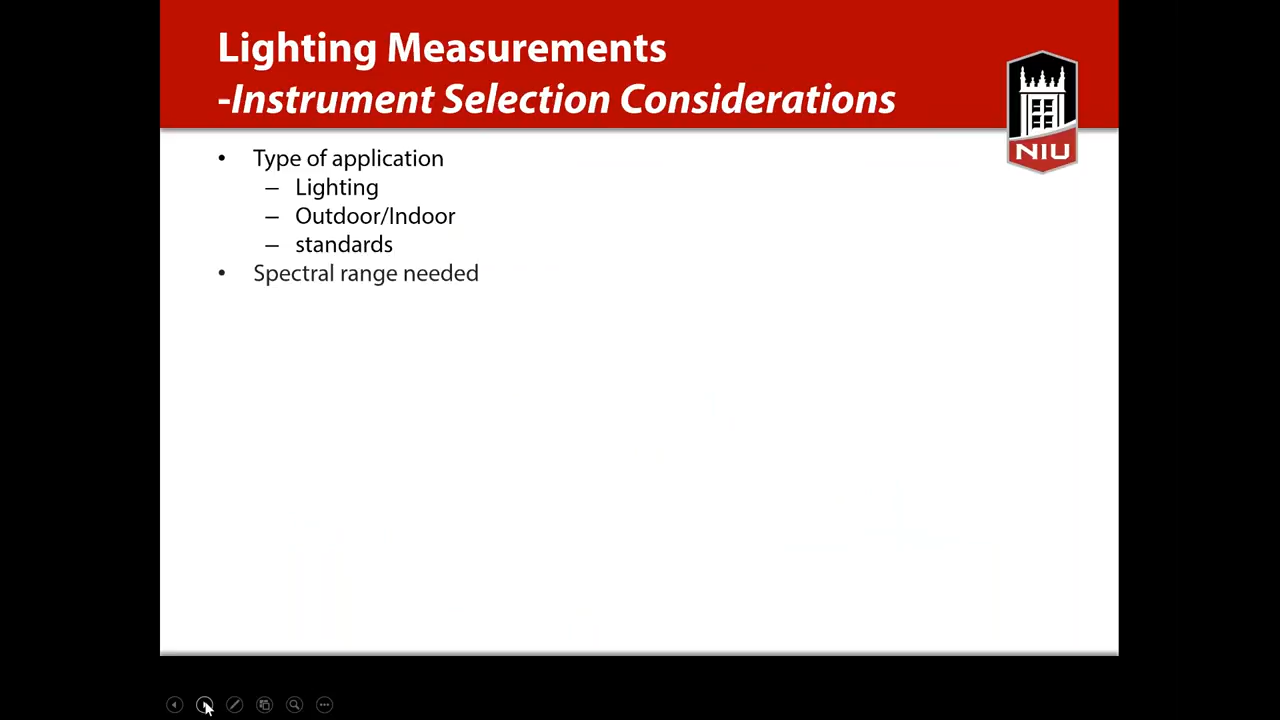 Lighting Measurements
-Instrument Selection Considerations
NIU
• Type of application
– Lighting
– Outdoor/Indoor
– standards
• Spectral range needed